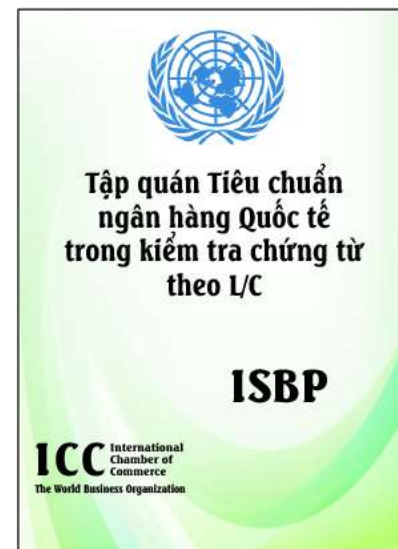 Tập quán Tiêu chuẩn
ngân hàng Quốc tế
trong kiểm tra chứng từ
theo L/C
ISBP
ICC International
Chamber of
Commerce
The World Business Organization